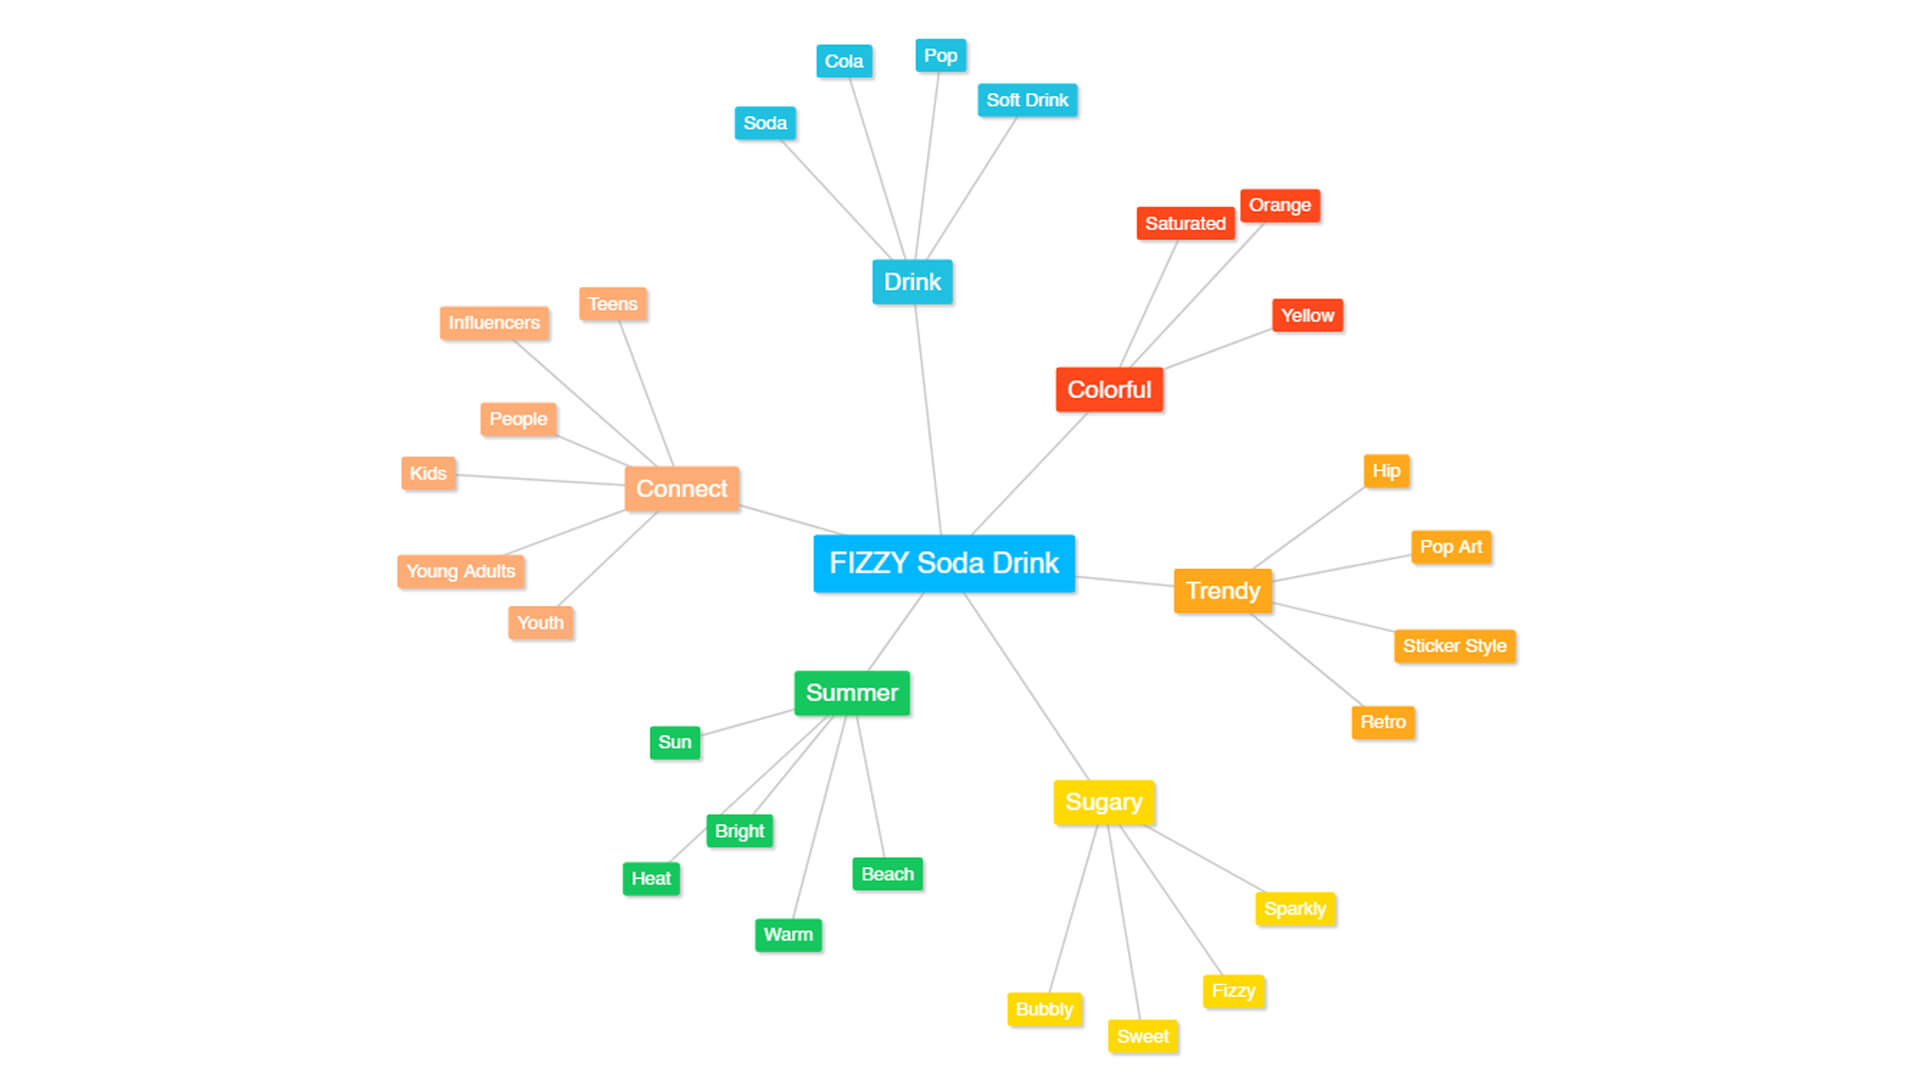 Pop
Cola
Soft Drink
Soda
Orange
Saturated
Drink
Teens
Yellow
Influencers
Colorful
People
Hip
Kids
Connect
Pop Art
FIZZY Soda Drink
Young Adults
Trendy
Youth
Sticker Style
Summer
Retro
Sun
Sugary
Bright
Beach
Heat
Sparkly
Warm
Fizzy
Bubbly
Sweet